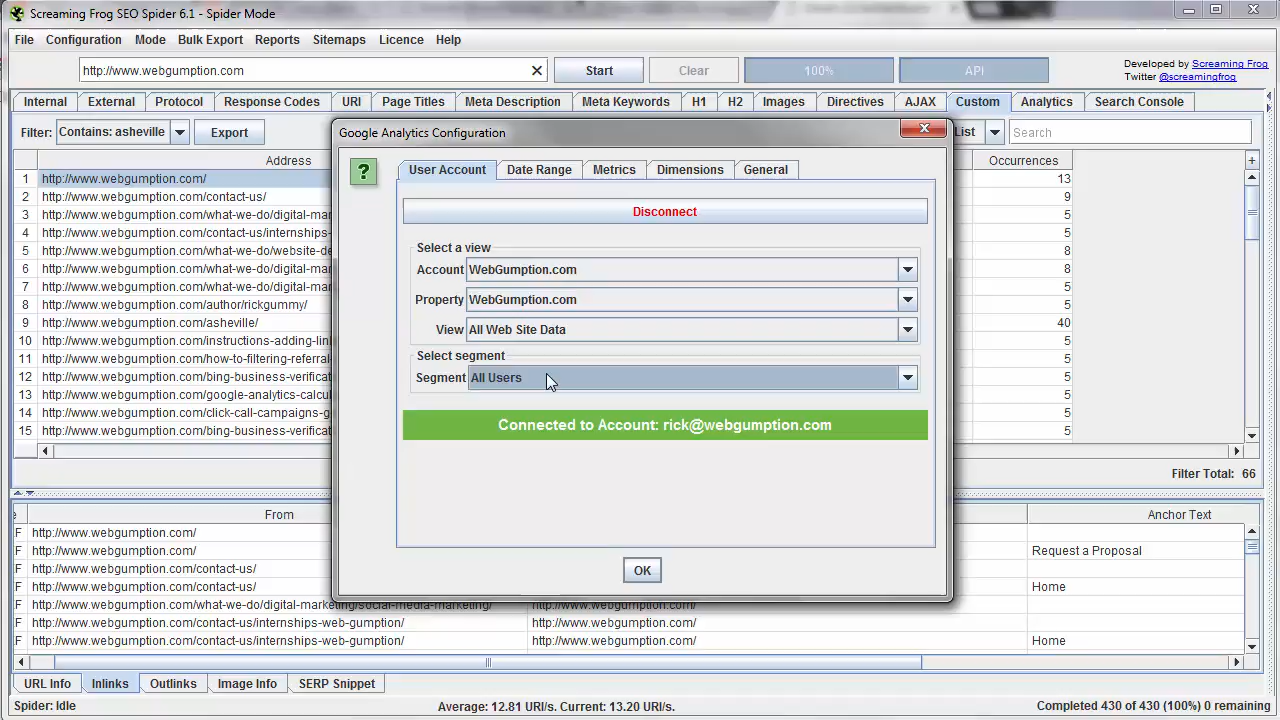 Screaming Frog SEO Spider 6.1 - Spider Mode
File Configuration Mode Bulk Export Reports Sitemaps Licence Help
http://www.webgumption.com Start Clear 100% API
Developed by Screaming Frog
Twitter @screamingfrog
Internal External Protocol Response Codes URI Page Titles Meta Description Meta Keywords H1 H2 Images Directives AJAX Custom Analytics Search Console
Filter: Contains: asheville Export List Search
Address Occurrences
1 http://www.webgumption.com/ 13
2 http://www.webgumption.com/contact-us/ 9
3 http://www.webgumption.com/what-we-do/digital-mar 5
4 http://www.webgumption.com/contact-us/internships- 5
5 http://www.webgumption.com/what-we-do/website-de 8
6 http://www.webgumption.com/what-we-do/digital-mar 8
7 http://www.webgumption.com/what-we-do/digital-mar 5
8 http://www.webgumption.com/author/rickgummy/ 5
9 http://www.webgumption.com/asheville/ 40
10 http://www.webgumption.com/instructions-adding-lin 5
11 http://www.webgumption.com/how-to-filtering-referral 5
12 http://www.webgumption.com/bing-business-verificat 5
13 http://www.webgumption.com/google-analytics-calcu 5
14 http://www.webgumption.com/click-call-campaigns-g 5
15 http://www.webgumption.com/bing-business-verificat 5
Filter Total: 66
Google Analytics Configuration
? User Account Date Range Metrics Dimensions General
Disconnect
Select a view
Account WebGumption.com
Property WebGumption.com
View All Web Site Data
Select segment
Segment All Users
Connected to Account: rick@webgumption.com
OK
e From Anchor Text
F http://www.webgumption.com/
F http://www.webgumption.com/ Request a Proposal
F http://www.webgumption.com/contact-us/
F http://www.webgumption.com/contact-us/ Home
F http://www.webgumption.com/what-we-do/digital-marketing/social-media-marketing/ http://www.webgumption.com/
F http://www.webgumption.com/contact-us/internships-web-gumption/ http://www.webgumption.com/
F http://www.webgumption.com/contact-us/internships-web-gumption/ http://www.webgumption.com/ Home
URL Info Inlinks Outlinks Image Info SERP Snippet
Spider: Idle Average: 12.81 URI/s. Current: 13.20 URI/s. Completed 430 of 430 (100%) 0 remaining